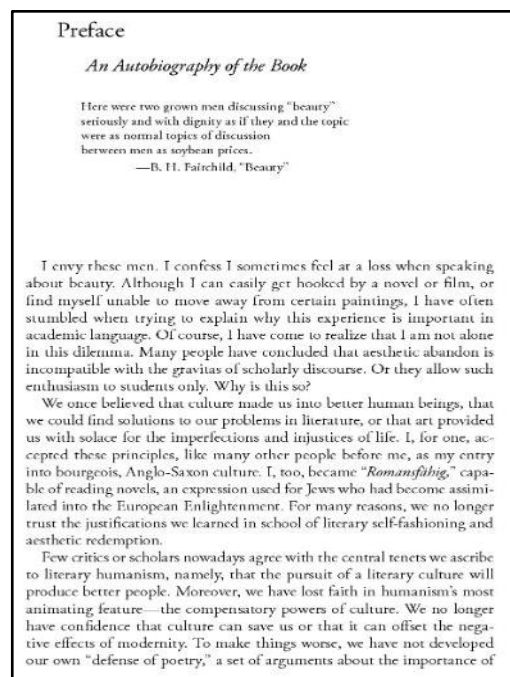 Preface
An Autobiography of the Book
Here were two grown men discussing “beauty”
seriously and with dignity as if they and the topic
were as normal topics of discussion
between men as soybean prices.
—B. H. Fairchild, “Beauty”
I envy these men. I confess I sometimes feel at a loss when speaking
about beauty. Although I can easily get hooked by a novel or film, or
find myself unable to move away from certain paintings, I have often
stumbled when trying to explain why this experience is important in
academic language. Of course, I have come to realize that I am not alone
in this dilemma. Many people have concluded that aesthetic abandon is
incompatible with the gravitas of scholarly discourse. Or they allow such
enthusiasm to students only. Why is this so?
We once believed that culture made us into better human beings, that
we could find solutions to our problems in literature, or that art provided
us with solace for the imperfections and injustices of life. I, for one, ac-
cepted these principles, like many other people before me, as my entry
into bourgeois, Anglo-Saxon culture. I, too, became “Romansfähig,” capa-
ble of reading novels, an expression used for Jews who had become assimi-
lated into the European Enlightenment. For many reasons, we no longer
trust the justifications we learned in school of literary self-fashioning and
aesthetic redemption.
Few critics or scholars nowadays agree with the central tenets we ascribe
to literary humanism, namely, that the pursuit of a literary culture will
produce better people. Moreover, we have lost faith in humanism’s most
animating feature—the compensatory powers of culture. We no longer
have confidence that culture can save us or that it can offset the nega-
tive effects of modernity. To make things worse, we have not developed
our own “defense of poetry,” a set of arguments about the importance of